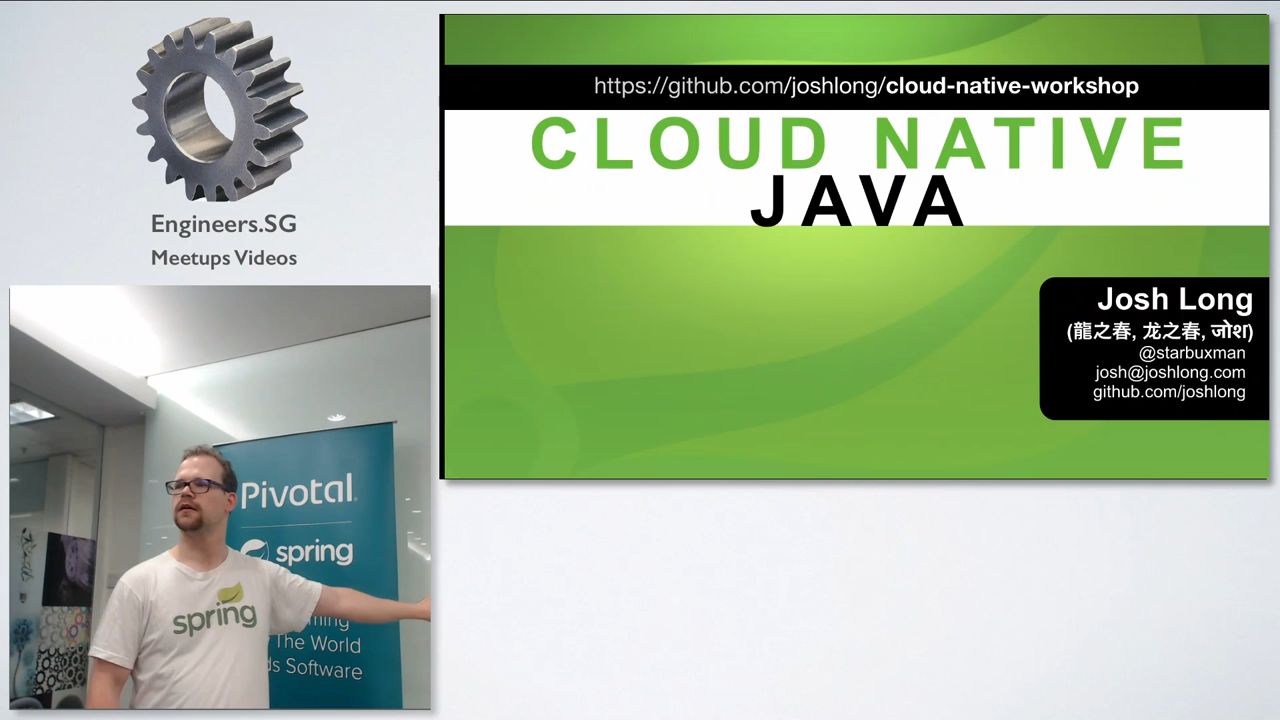 Engineers.SG
Meetups Videos
https://github.com/joshlong/cloud-native-workshop
CLOUD NATIVE
JAVA
Josh Long
(龍之春, 龙之春, जोश)
@starbuxman
josh@joshlong.com
github.com/joshlong
Pivotal
spring
The World
Software
spring